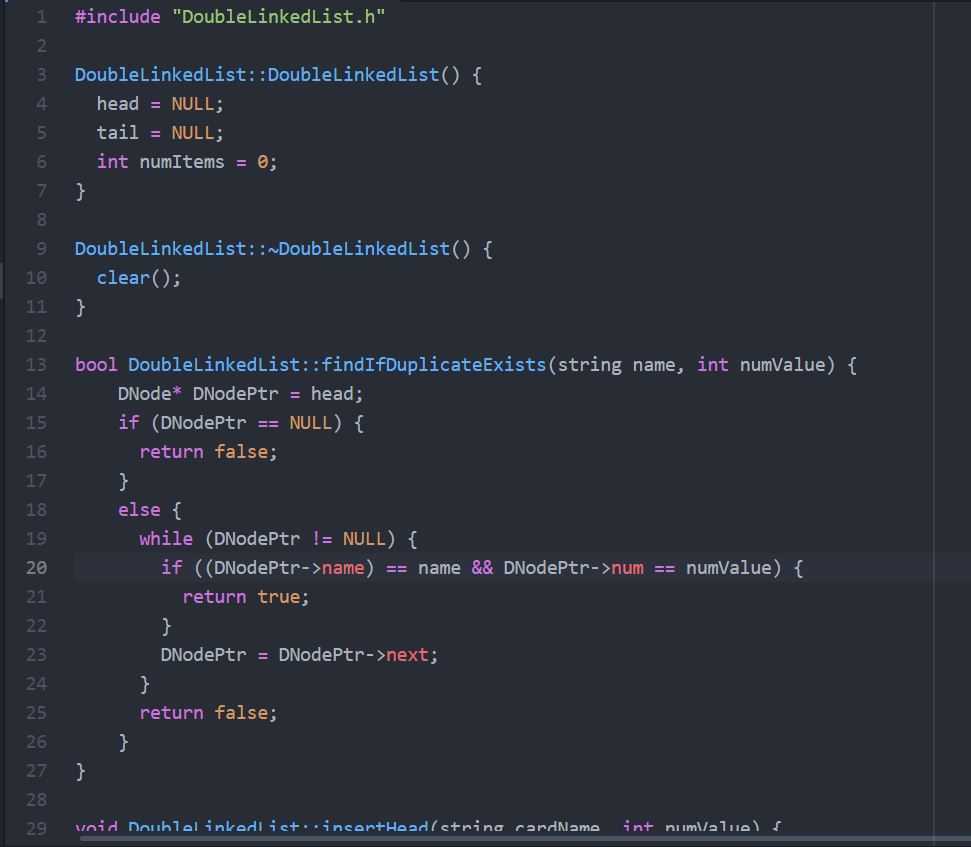 1 #include "DoubleLinkedList.h"
2
3 DoubleLinkedList::DoubleLinkedList() {
4   head = NULL;
5   tail = NULL;
6   int numItems = 0;
7 }
8
9 DoubleLinkedList::~DoubleLinkedList() {
10   clear();
11 }
12
13 bool DoubleLinkedList::findIfDuplicateExists(string name, int numValue) {
14     DNode* DNodePtr = head;
15     if (DNodePtr == NULL) {
16       return false;
17     }
18     else {
19       while (DNodePtr != NULL) {
20         if ((DNodePtr->name) == name && DNodePtr->num == numValue) {
21           return true;
22         }
23         DNodePtr = DNodePtr->next;
24       }
25       return false;
26     }
27 }
28
29 void DoubleLinkedList::insertHead(string cardName, int numValue) {